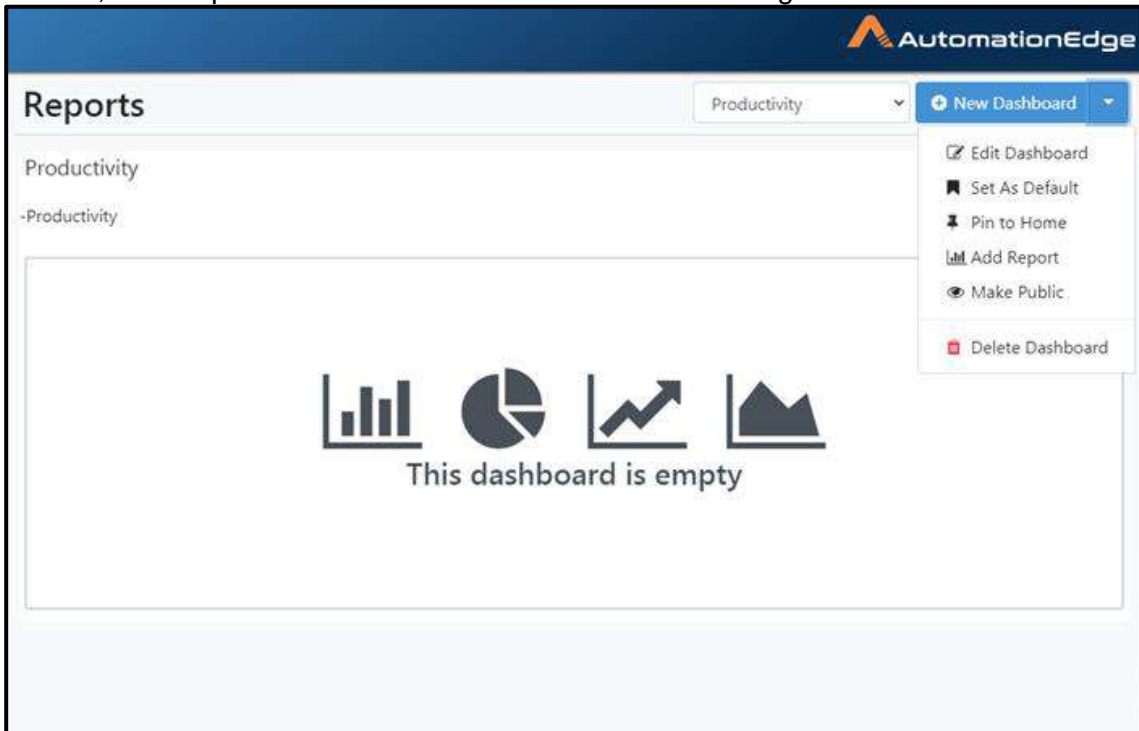 AutomationEdge
Reports
Productivity
New Dashboard
Edit Dashboard
Set As Default
Pin to Home
Add Report
Make Public
Delete Dashboard
Productivity
-Productivity
This dashboard is empty